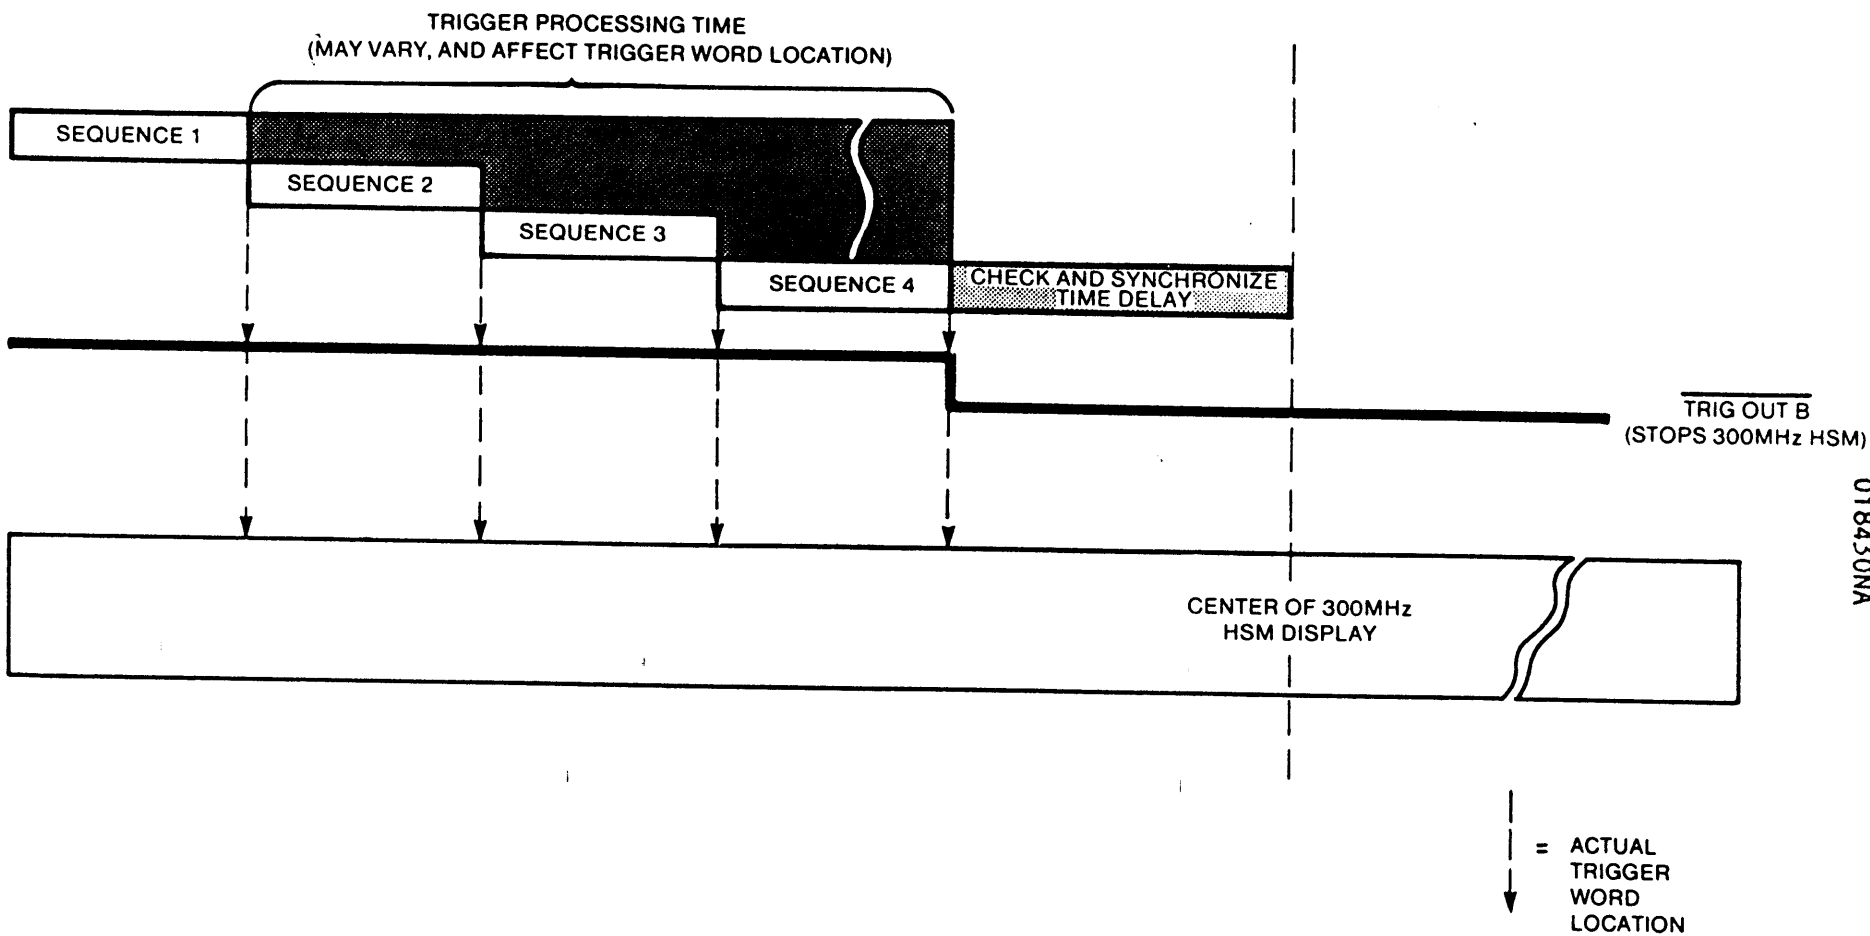 TRIGGER PROCESSING TIME
(MAY VARY, AND AFFECT TRIGGER WORD LOCATION)
SEQUENCE 1
SEQUENCE 2
SEQUENCE 3
SEQUENCE 4
CHECK AND SYNCHRONIZE
TIME DELAY
TRIG OUT B
(STOPS 300MHz HSM)
018430NA
CENTER OF 300MHz
HSM DISPLAY
= ACTUAL
TRIGGER
WORD
LOCATION